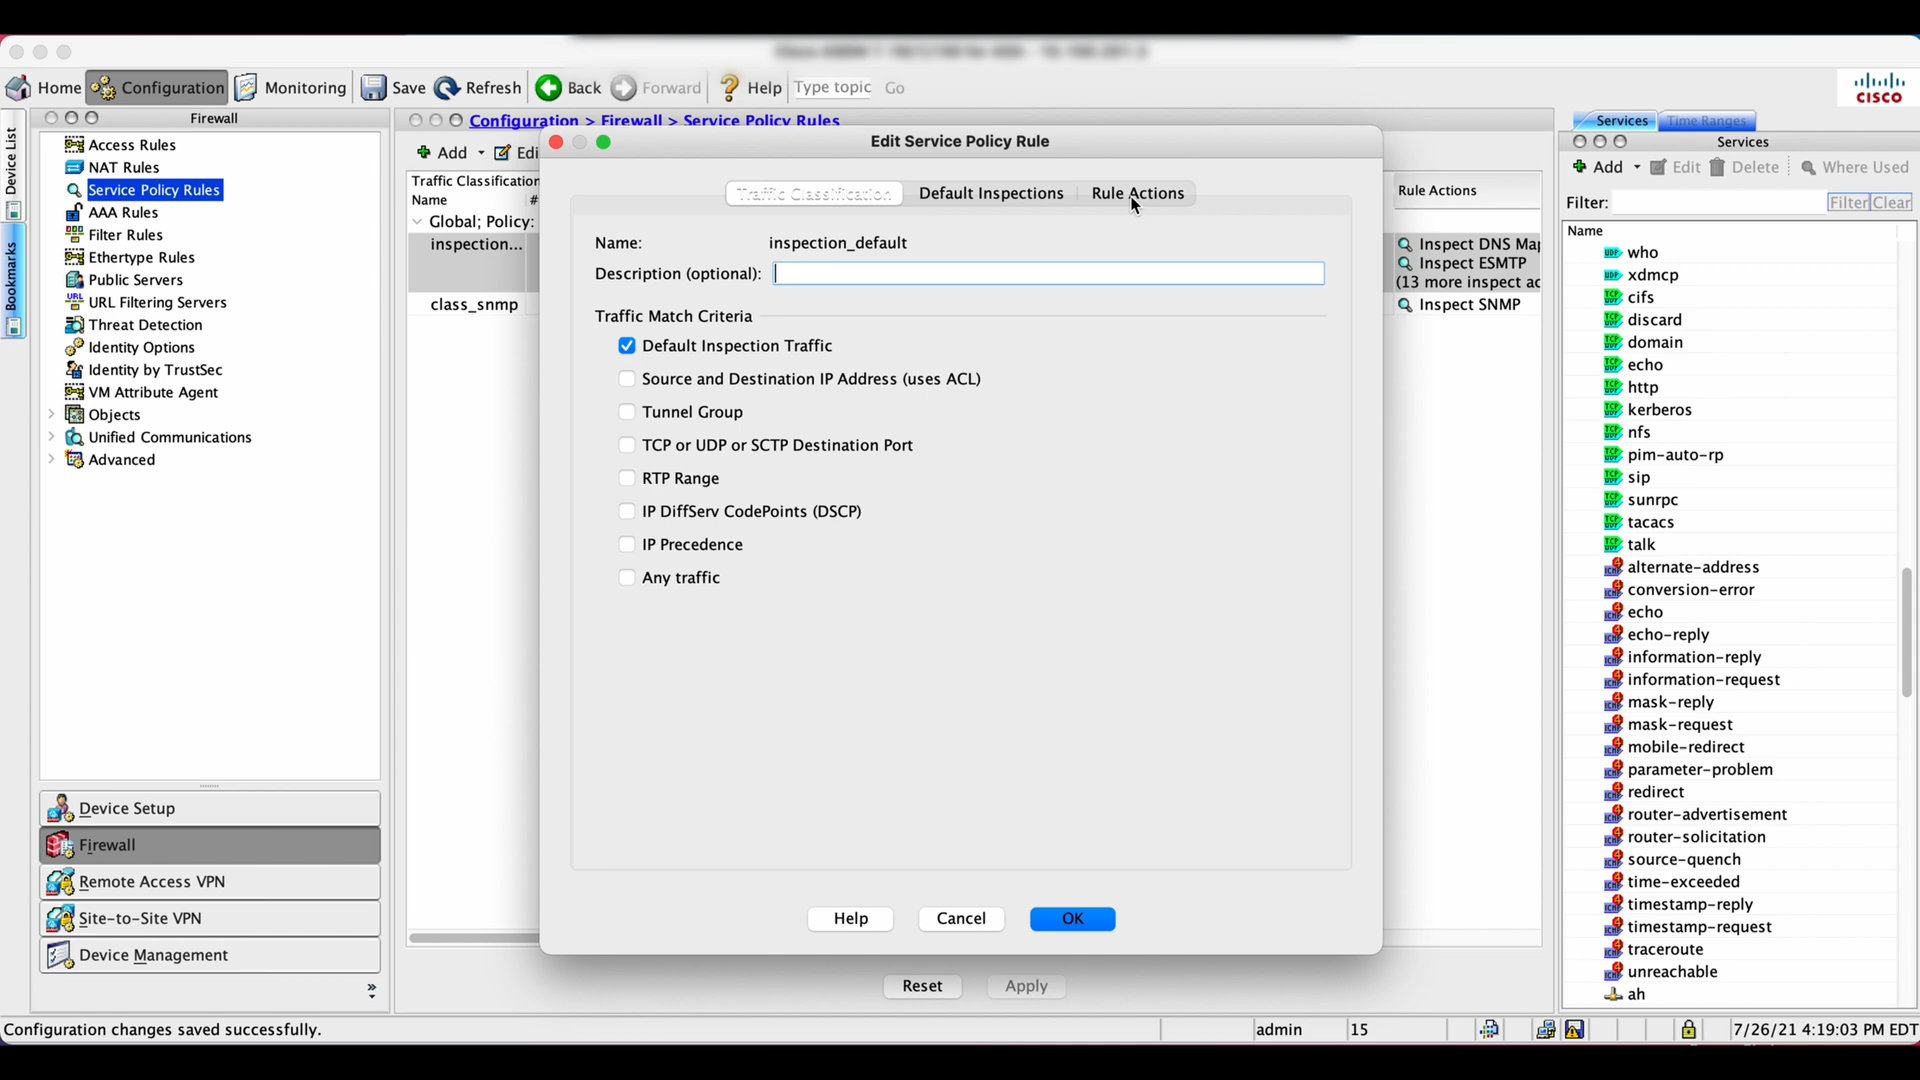 Home
Configuration
Monitoring
Save
Refresh
Back
Forward
Help
Type topic
Go
CISCO
Device List
Bookmarks
Firewall
Access Rules
NAT Rules
Service Policy Rules
AAA Rules
Filter Rules
Ethertype Rules
Public Servers
URL Filtering Servers
Threat Detection
Identity Options
Identity by TrustSec
VM Attribute Agent
Objects
Unified Communications
Advanced
Device Setup
Firewall
Remote Access VPN
Site-to-Site VPN
Device Management
Configuration > Firewall > Service Policy Rules
Add
Edi
Traffic Classification
Name
#
Global; Policy:
inspection...
class_snmp
Rule Actions
Inspect DNS Map
Inspect ESMTP
(13 more inspect ac
Inspect SNMP
Edit Service Policy Rule
Traffic Classification
Default Inspections
Rule Actions
Name: inspection_default
Description (optional):
Traffic Match Criteria
Default Inspection Traffic
Source and Destination IP Address (uses ACL)
Tunnel Group
TCP or UDP or SCTP Destination Port
RTP Range
IP DiffServ CodePoints (DSCP)
IP Precedence
Any traffic
Help
Cancel
OK
Reset
Apply
Services
Time Ranges
Services
Add
Edit
Delete
Where Used
Filter:
Filter
Clear
Name
who
xdmcp
cifs
discard
domain
echo
http
kerberos
nfs
pim-auto-rp
sip
sunrpc
tacacs
talk
alternate-address
conversion-error
echo
echo-reply
information-reply
information-request
mask-reply
mask-request
mobile-redirect
parameter-problem
redirect
router-advertisement
router-solicitation
source-quench
time-exceeded
timestamp-reply
timestamp-request
traceroute
unreachable
ah
Configuration changes saved successfully.
admin
15
7/26/21 4:19:03 PM EDT